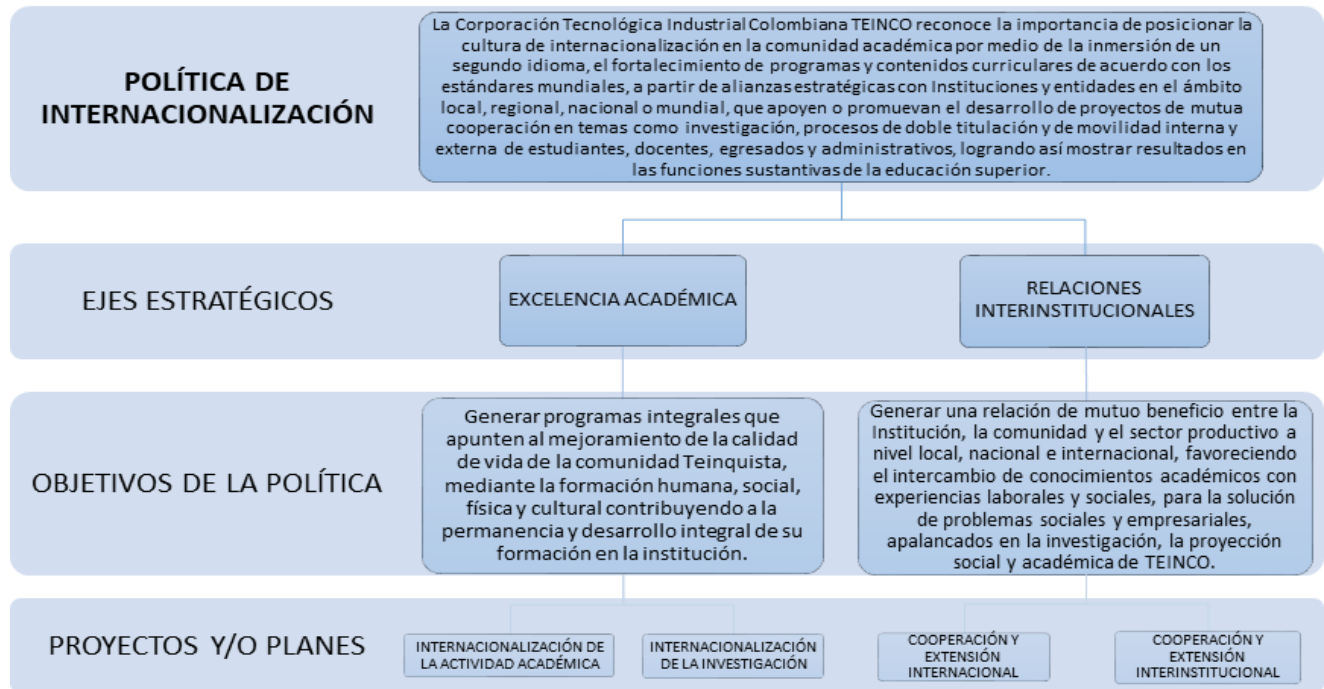 POLÍTICA DE
INTERNACIONALIZACIÓN
La Corporación Tecnológica Industrial Colombiana TEINCO reconoce la importancia de posicionar la
cultura de internacionalización en la comunidad académica por medio de la inmersión de un
segundo idioma, el fortalecimiento de programas y contenidos curriculares de acuerdo con los
estándares mundiales, a partir de alianzas estratégicas con Instituciones y entidades en el ámbito
local, regional, nacional o mundial, que apoyen o promuevan el desarrollo de proyectos de mutua
cooperación en temas como investigación, procesos de doble titulación y de movilidad interna y
externa de estudiantes, docentes, egresados y administrativos, logrando así mostrar resultados en
las funciones sustantivas de la educación superior.
EJES ESTRATÉGICOS
EXCELENCIA ACADÉMICA
RELACIONES
INTERINSTITUCIONALES
OBJETIVOS DE LA POLÍTICA
Generar programas integrales que
apunten al mejoramiento de la calidad
de vida de la comunidad Teinquista,
mediante la formación humana, social,
física y cultural contribuyendo a la
permanencia y desarrollo integral de su
formación en la institución.
Generar una relación de mutuo beneficio entre la
Institución, la comunidad y el sector productivo a
nivel local, nacional e internacional, favoreciendo
el intercambio de conocimientos académicos con
experiencias laborales y sociales, para la solución
de problemas sociales y empresariales,
apalancados en la investigación, la proyección
social y académica de TEINCO.
PROYECTOS Y/O PLANES
INTERNACIONALIZACIÓN DE
LA ACTIVIDAD ACADÉMICA
INTERNACIONALIZACIÓN
DE LA INVESTIGACIÓN
COOPERACIÓN Y
EXTENSIÓN
INTERNACIONAL
COOPERACIÓN Y
EXTENSIÓN
INTERINSTITUCIONAL